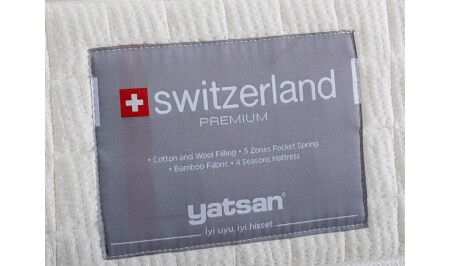 switzerland
PREMIUM
• Cotton and Wool Filling • 5 Zones Pocket Spring
• Bamboo Fabric • 4 Seasons Mattress
yatsan®
İyi uyu, iyi hisset.